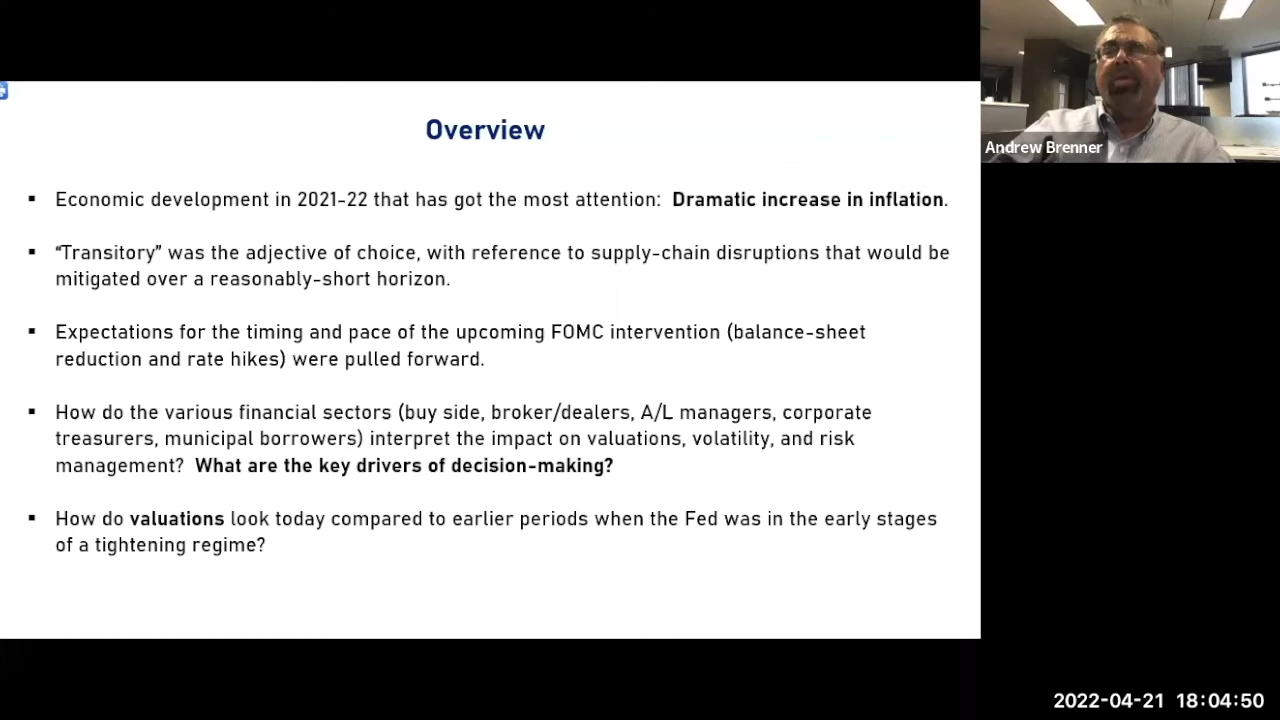 Overview
▪ Economic development in 2021-22 that has got the most attention: Dramatic increase in inflation.
▪ “Transitory” was the adjective of choice, with reference to supply-chain disruptions that would be
mitigated over a reasonably-short horizon.
▪ Expectations for the timing and pace of the upcoming FOMC intervention (balance-sheet
reduction and rate hikes) were pulled forward.
▪ How do the various financial sectors (buy side, broker/dealers, A/L managers, corporate
treasurers, municipal borrowers) interpret the impact on valuations, volatility, and risk
management? What are the key drivers of decision-making?
▪ How do valuations look today compared to earlier periods when the Fed was in the early stages
of a tightening regime?
Andrew Brenner
2022-04-21 18:04:50